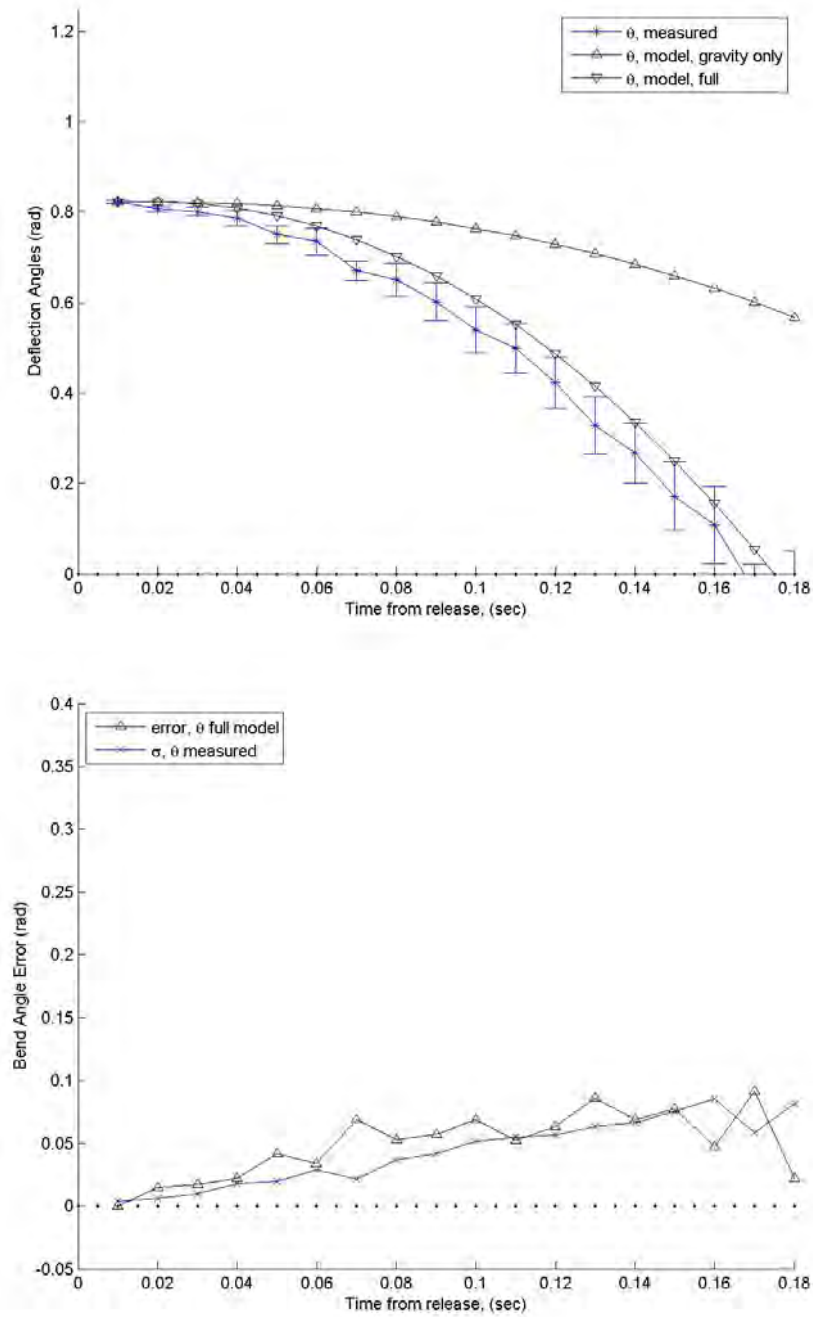 1.2
1
0.8
0.6
0.4
0.2
0
Deflection Angles (rad)
θ, measured
θ, model, gravity only
θ, model, full
0 0.02 0.04 0.06 0.08 0.1 0.12 0.14 0.16 0.18
Time from release, (sec)
0.4
0.35
0.3
0.25
0.2
0.15
0.1
0.05
0
-0.05
Bend Angle Error (rad)
error, θ full model
σ, θ measured
0 0.02 0.04 0.06 0.08 0.1 0.12 0.14 0.16 0.18
Time from release, (sec)